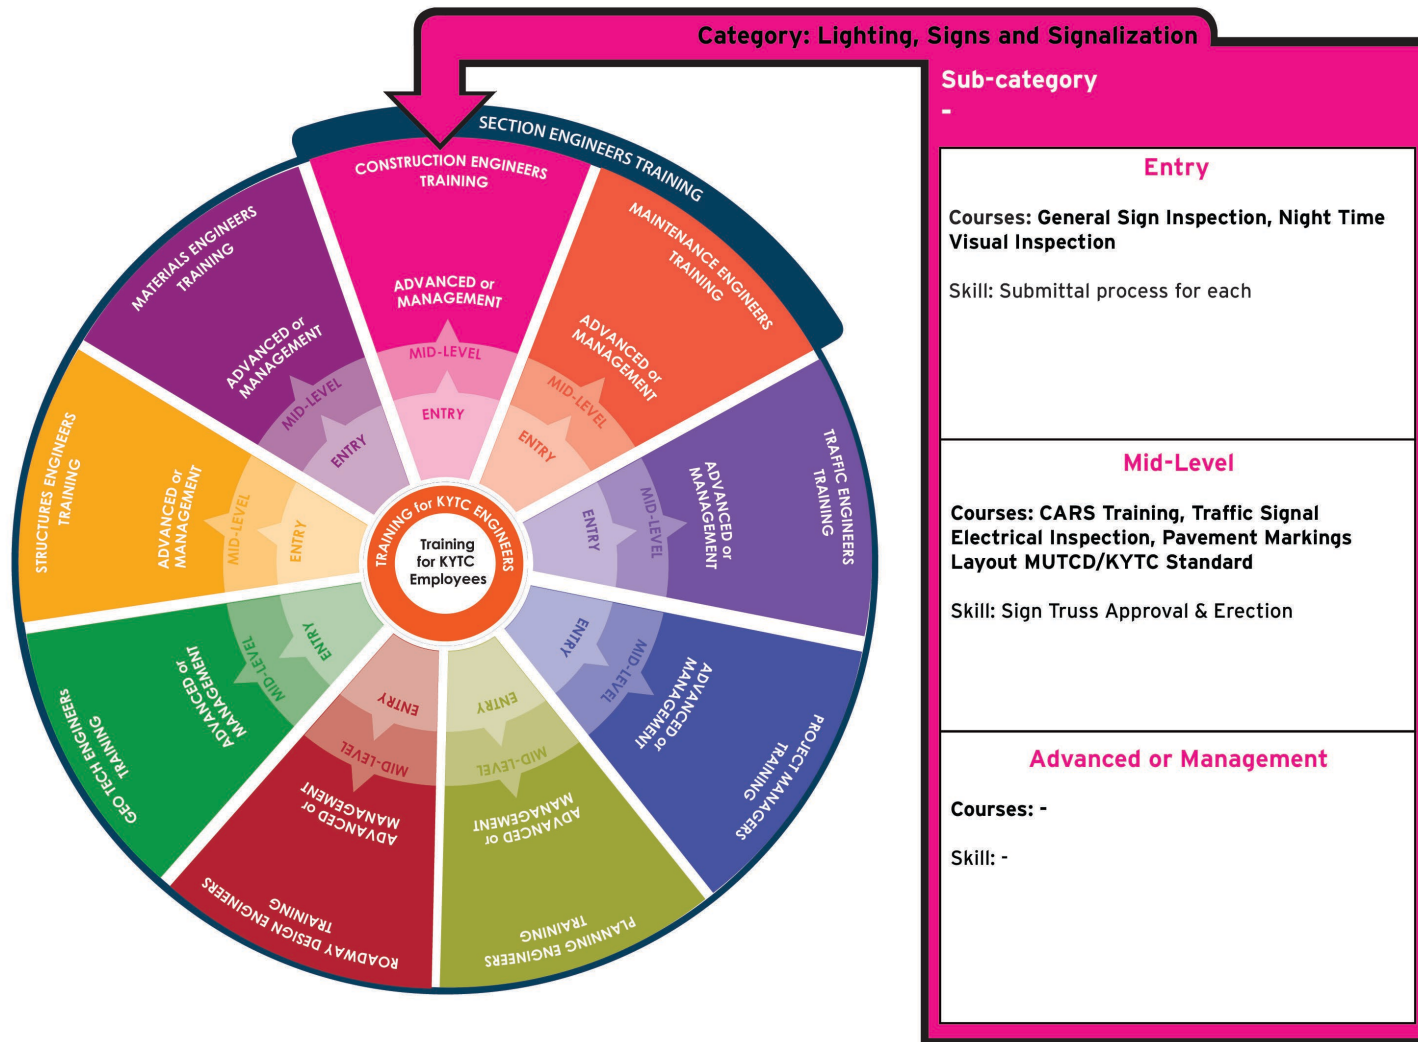 Category: Lighting, Signs and Signalization
Sub-category
-
Entry
Courses: General Sign Inspection, Night Time
Visual Inspection
Skill: Submittal process for each
Mid-Level
Courses: CARS Training, Traffic Signal
Electrical Inspection, Pavement Markings
Layout MUTCD/KYTC Standard
Skill: Sign Truss Approval & Erection
Advanced or Management
Courses: -
Skill: -
SECTION ENGINEERS TRAINING
CONSTRUCTION ENGINEERS
TRAINING
ADVANCED or
MANAGEMENT
MID-LEVEL
ENTRY
MAINTENANCE ENGINEERS
TRAINING
ADVANCED or
MANAGEMENT
MID-LEVEL
ENTRY
TRAFFIC ENGINEERS
TRAINING
ADVANCED or
MANAGEMENT
MID-LEVEL
ENTRY
PROJECT MANAGERS
TRAINING
ADVANCED or
MANAGEMENT
MID-LEVEL
ENTRY
PLANNING ENGINEERS
TRAINING
ADVANCED or
MANAGEMENT
MID-LEVEL
ENTRY
ROADWAY DESIGN ENGINEERS
TRAINING
ADVANCED or
MANAGEMENT
MID-LEVEL
ENTRY
GEO TECH ENGINEERS
TRAINING
ADVANCED or
MANAGEMENT
MID-LEVEL
ENTRY
STRUCTURES ENGINEERS
TRAINING
ADVANCED or
MANAGEMENT
MID-LEVEL
ENTRY
MATERIALS ENGINEERS
TRAINING
ADVANCED or
MANAGEMENT
MID-LEVEL
ENTRY
TRAINING for KYTC ENGINEERS
Training
for KYTC
Employees